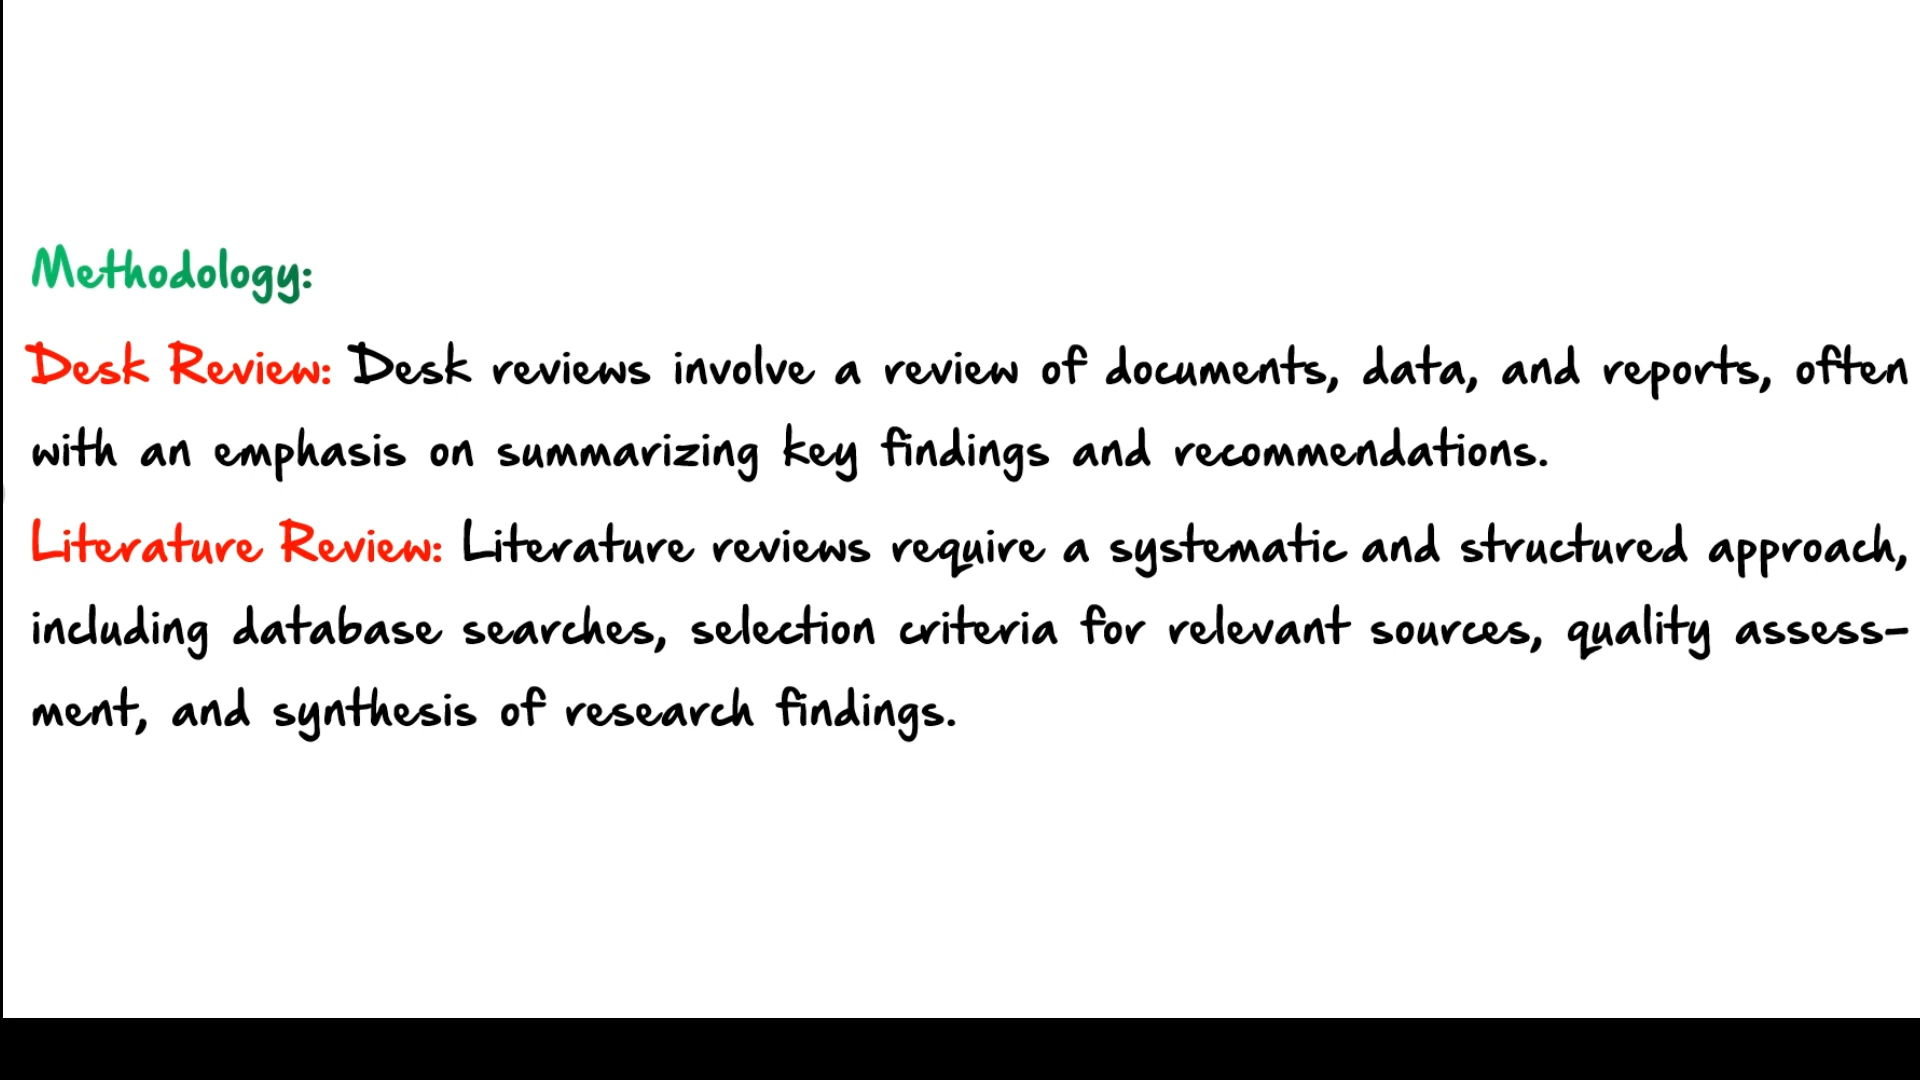 Methodology:
Desk Review: Desk reviews involve a review of documents, data, and reports, often
with an emphasis on summarizing key findings and recommendations.
Literature Review: Literature reviews require a systematic and structured approach,
including database searches, selection criteria for relevant sources, quality assess-
ment, and synthesis of research findings.